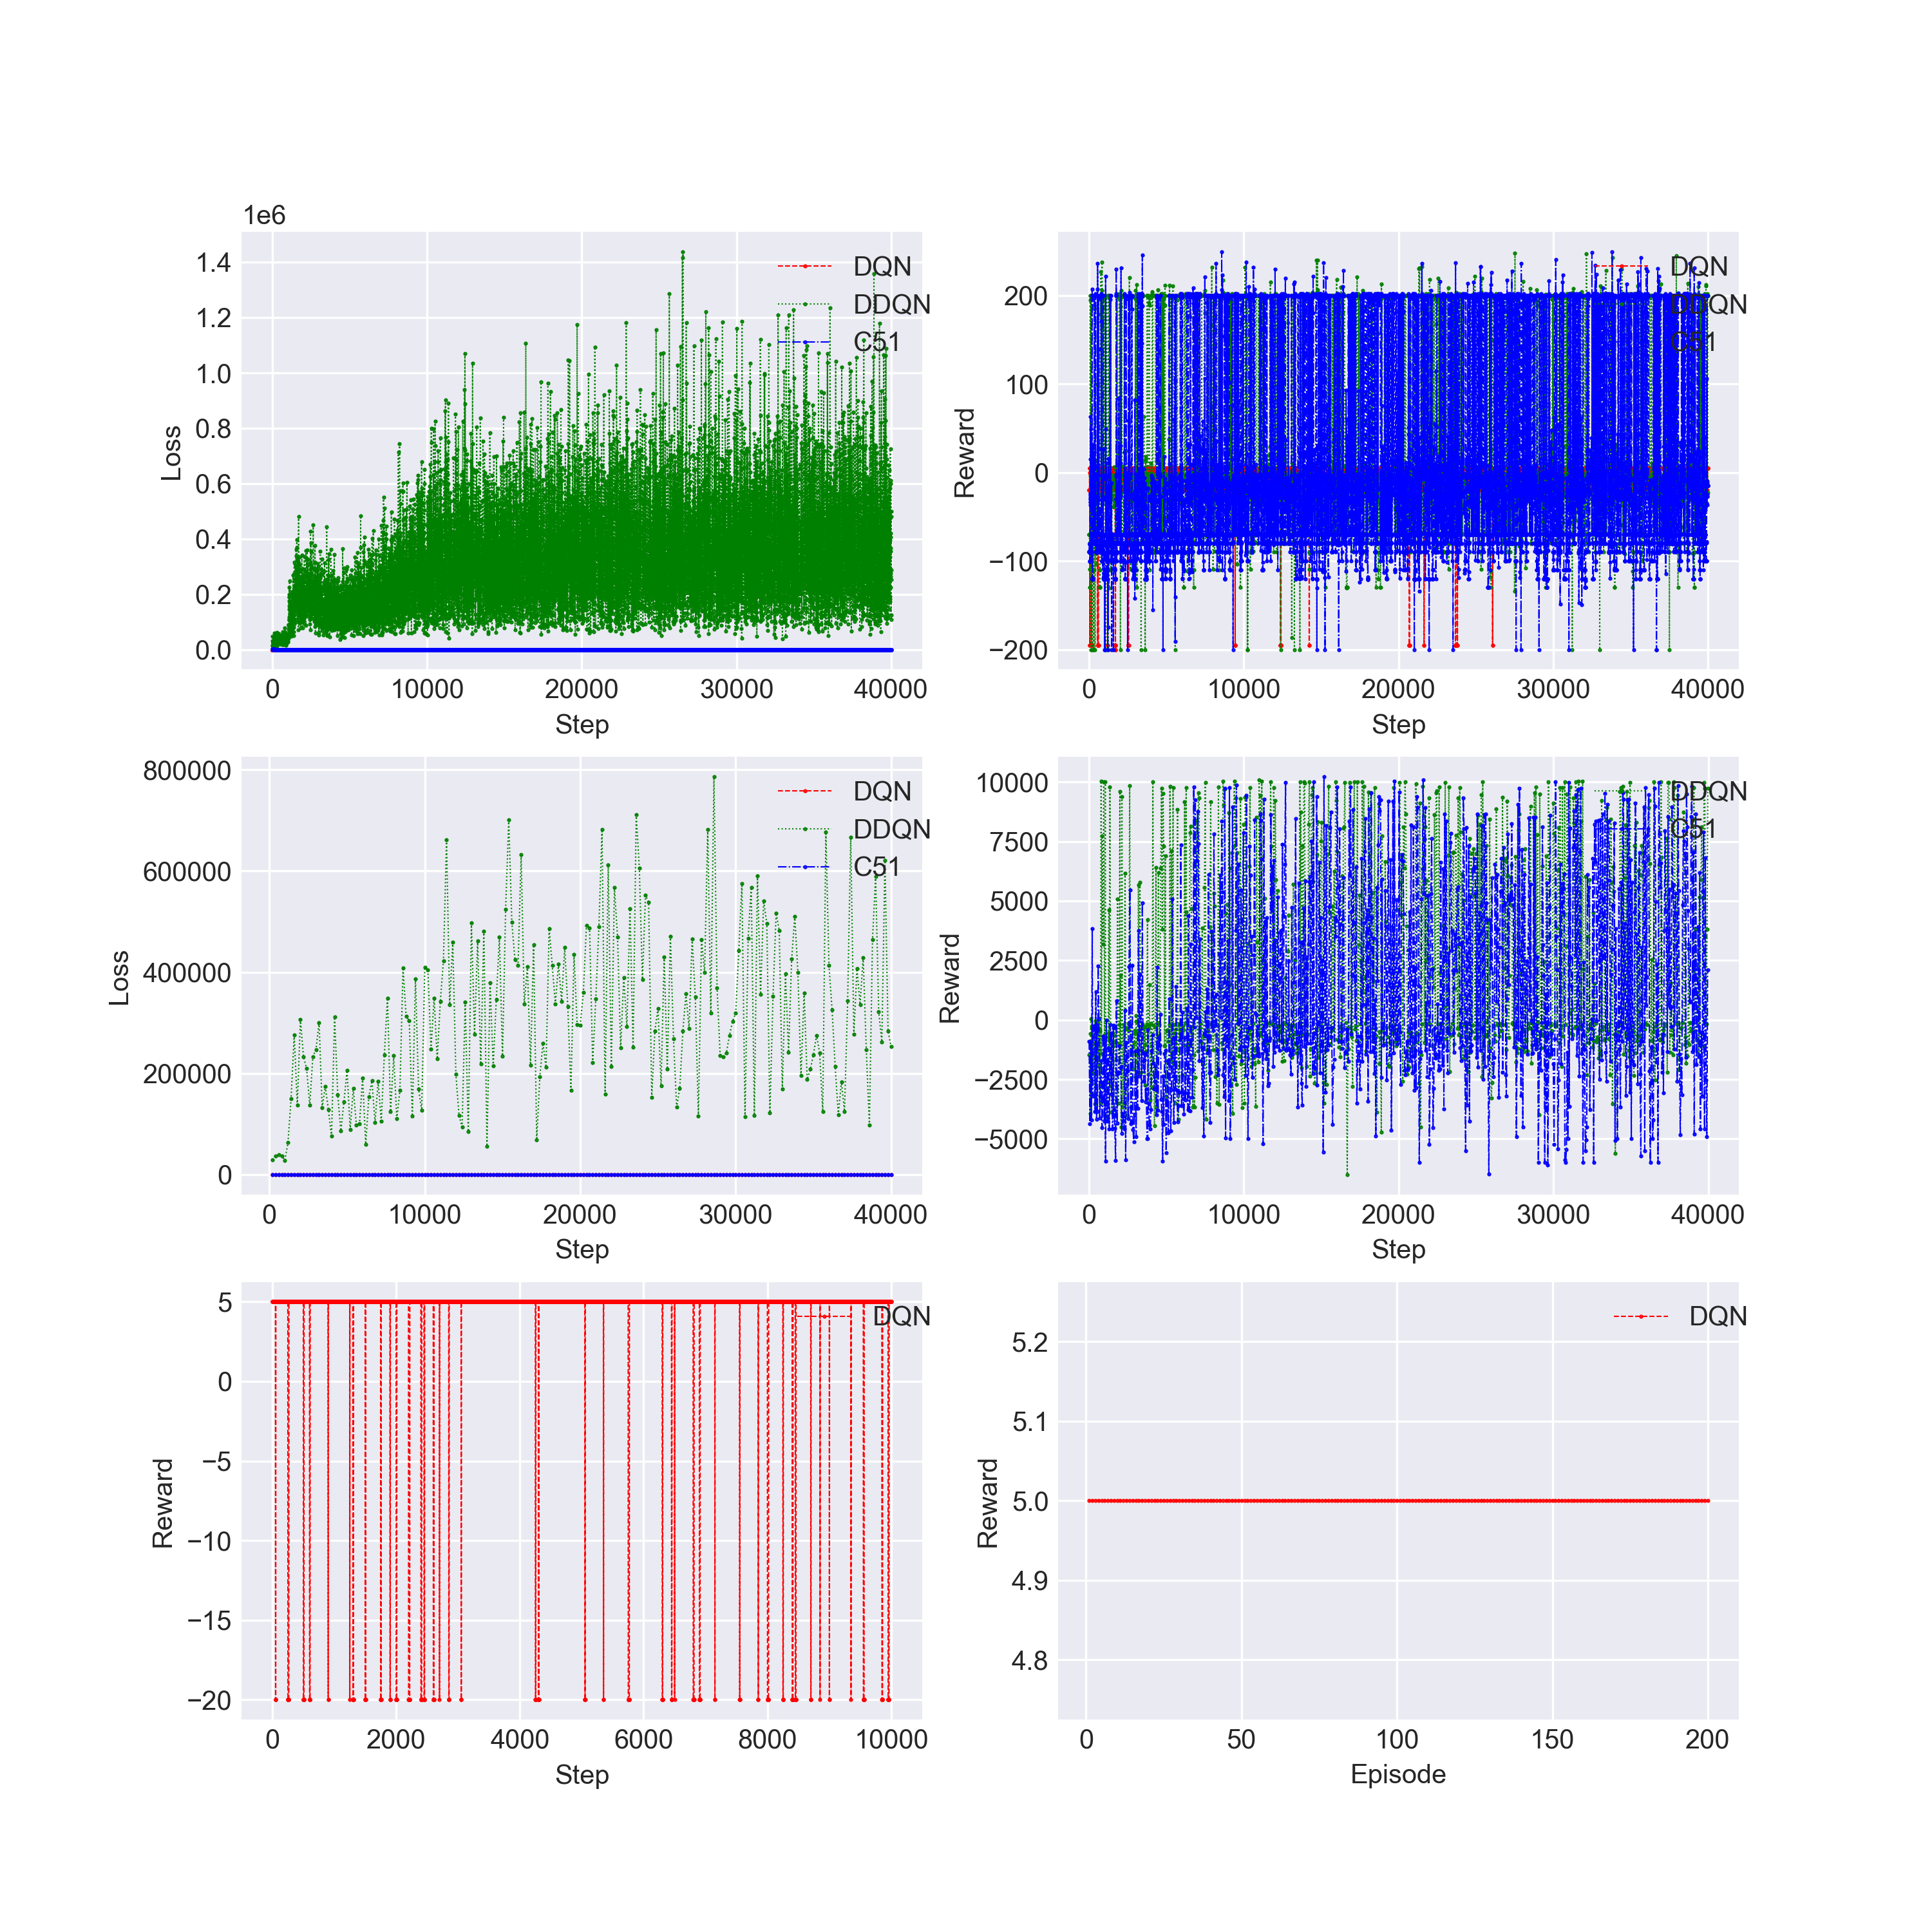 1e6
1.4
1.2
1.0
0.8
0.6
0.4
0.2
0.0
Loss
0 10000 20000 30000 40000
Step
DQN
DDQN
C51
200
100
0
−100
−200
Reward
0 10000 20000 30000 40000
Step
DQN
DDQN
C51
800000
600000
400000
200000
0
Loss
0 10000 20000 30000 40000
Step
DQN
DDQN
C51
10000
7500
5000
2500
0
−2500
−5000
Reward
0 10000 20000 30000 40000
Step
DDQN
C51
5
0
−5
−10
−15
−20
Reward
0 2000 4000 6000 8000 10000
Step
DQN
5.2
5.1
5.0
4.9
4.8
Reward
0 50 100 150 200
Episode
DQN